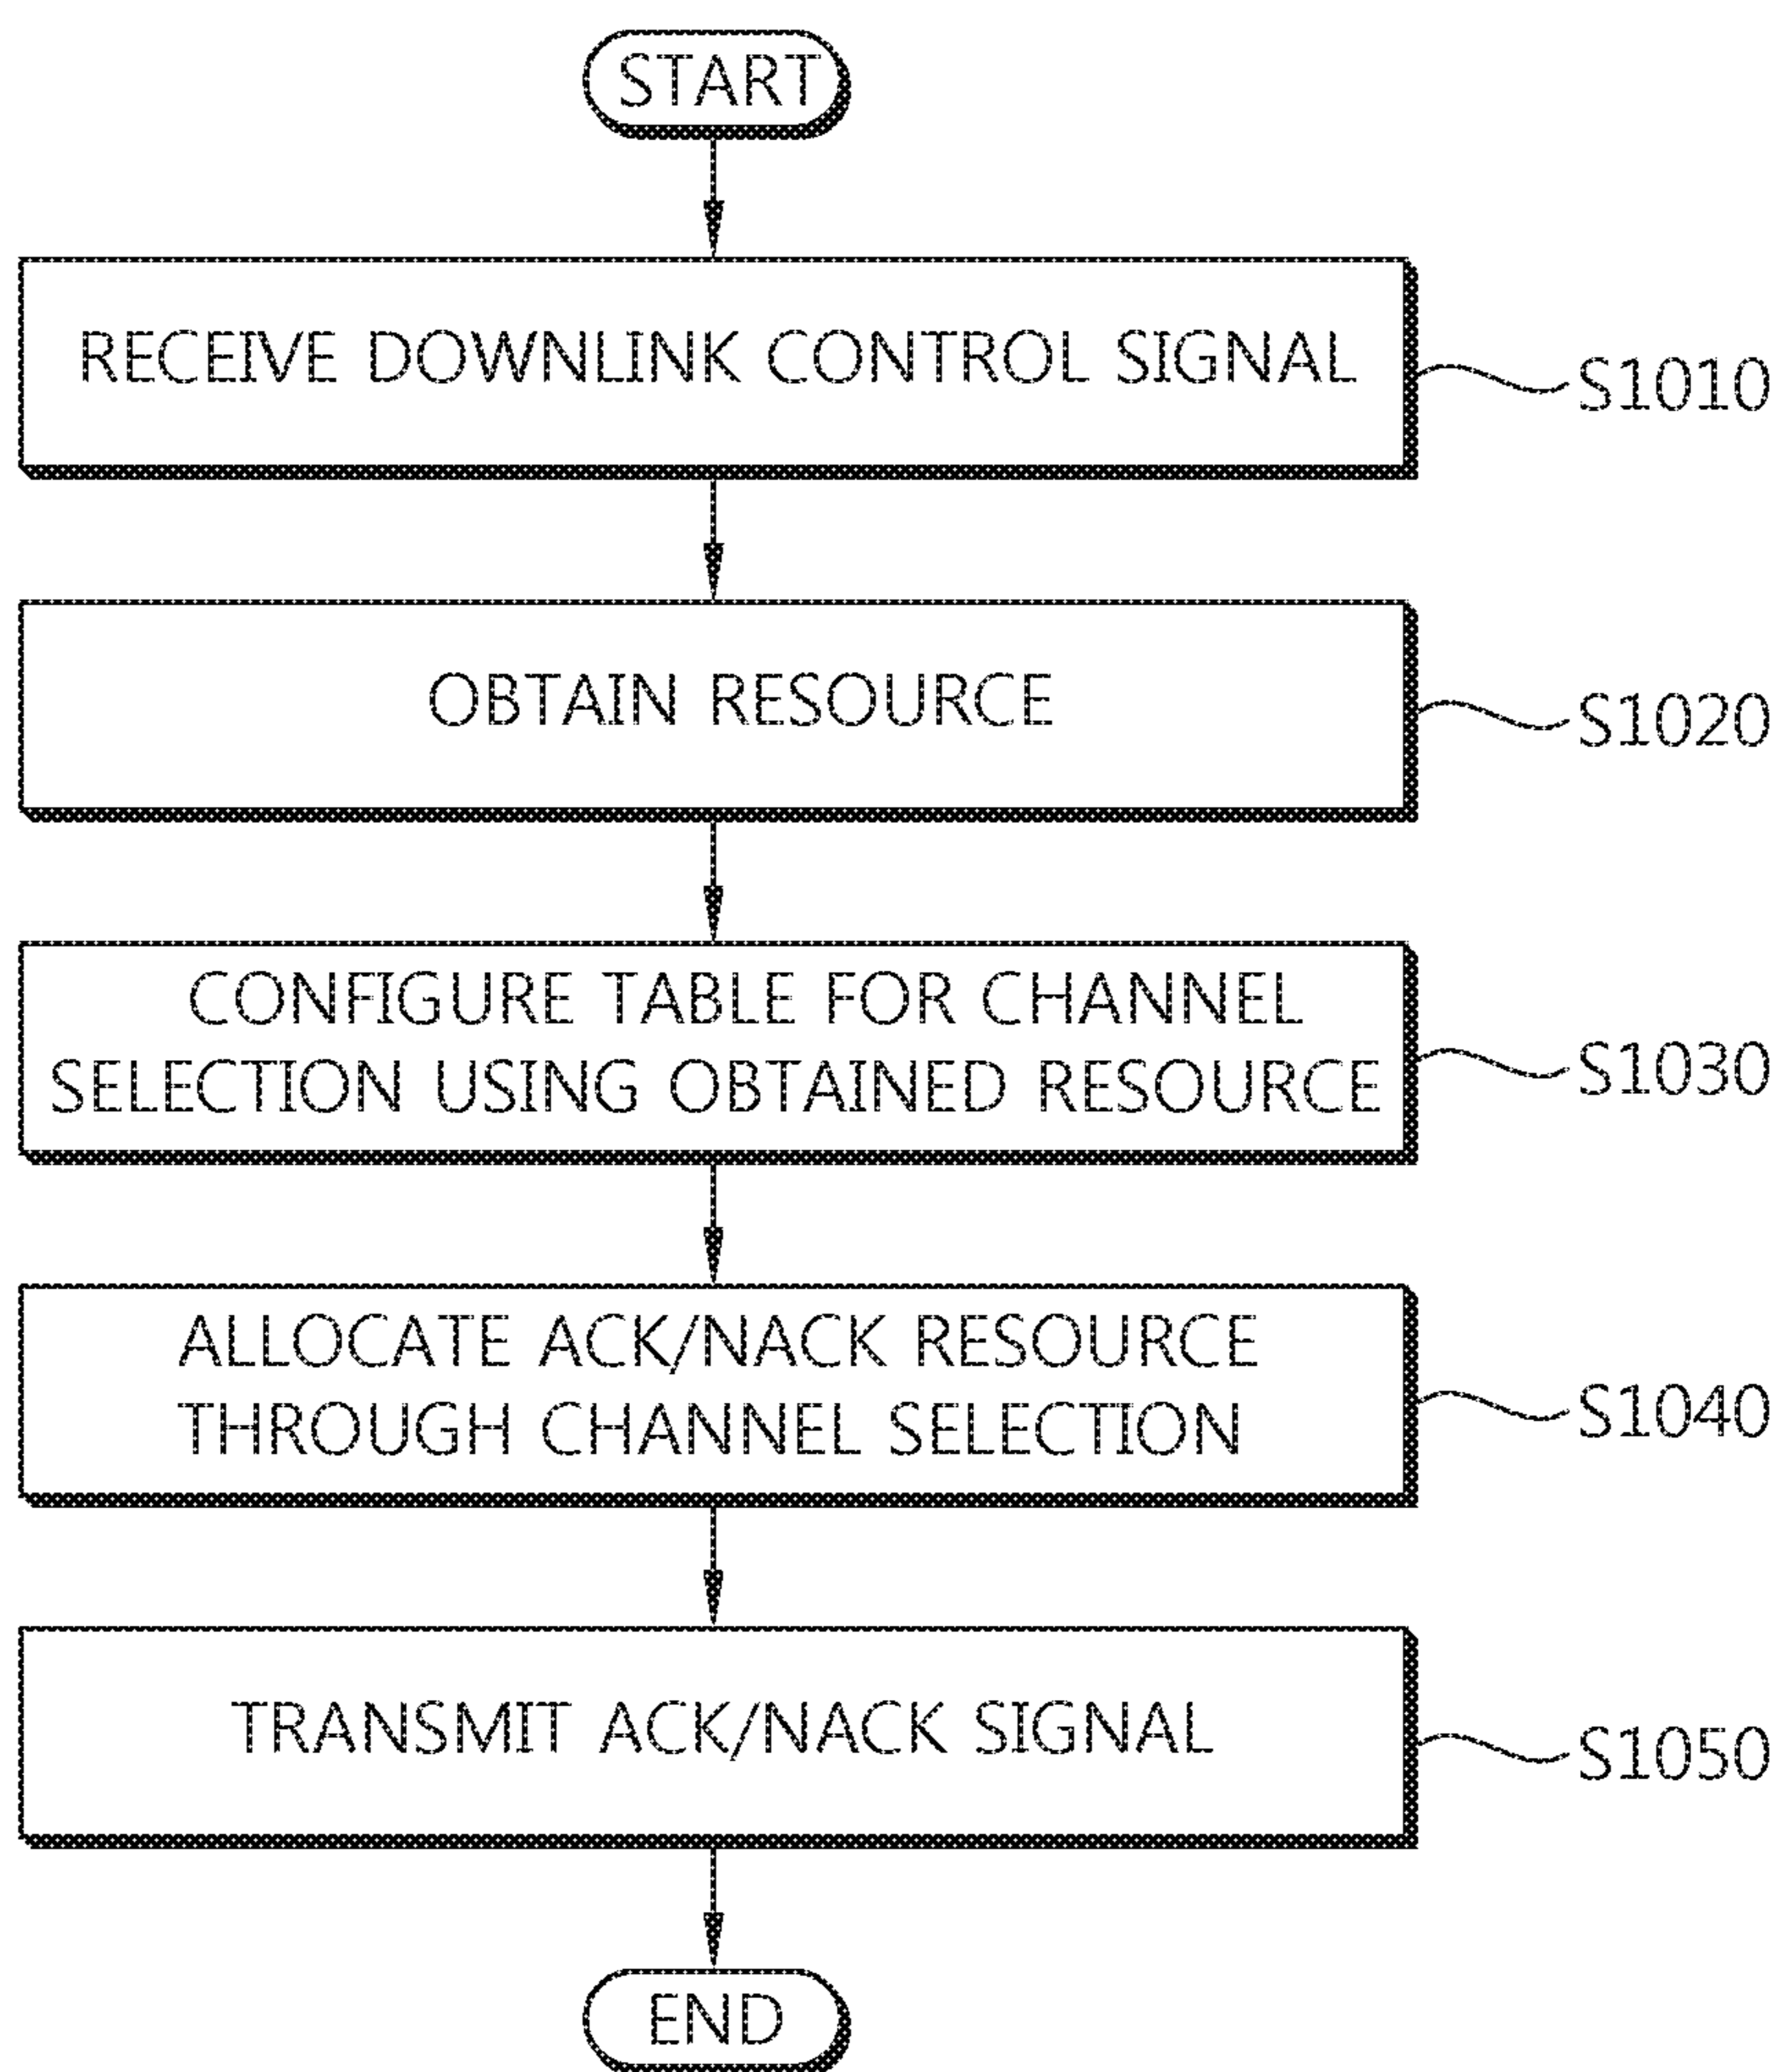 START
RECEIVE DOWNLINK CONTROL SIGNAL
S1010
OBTAIN RESOURCE
S1020
CONFIGURE TABLE FOR CHANNEL
SELECTION USING OBTAINED RESOURCE
S1030
ALLOCATE ACK/NACK RESOURCE
THROUGH CHANNEL SELECTION
S1040
TRANSMIT ACK/NACK SIGNAL
S1050
END